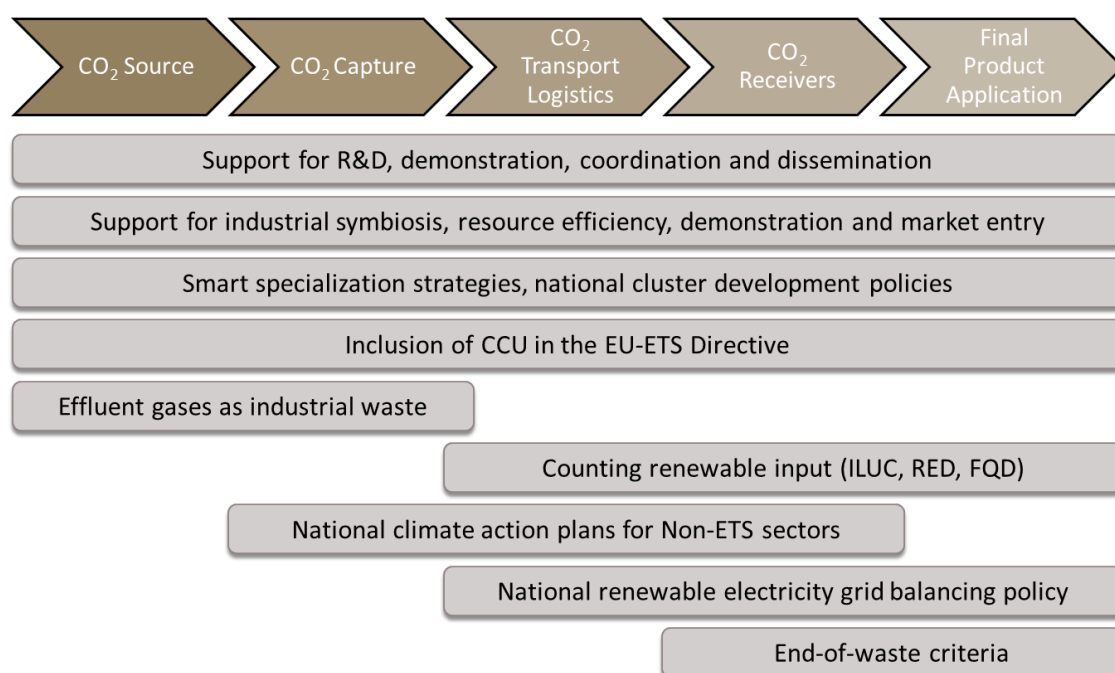 CO₂ Source
CO₂ Capture
CO₂
Transport
Logistics
CO₂
Receivers
Final
Product
Application
Support for R&D, demonstration, coordination and dissemination
Support for industrial symbiosis, resource efficiency, demonstration and market entry
Smart specialization strategies, national cluster development policies
Inclusion of CCU in the EU-ETS Directive
Effluent gases as industrial waste
Counting renewable input (ILUC, RED, FQD)
National climate action plans for Non-ETS sectors
National renewable electricity grid balancing policy
End-of-waste criteria